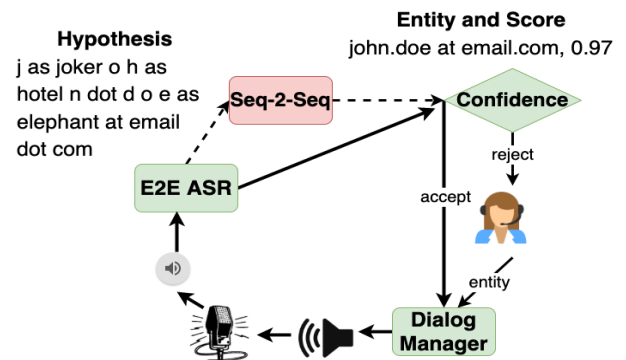 Entity and Score
john.doe at email.com, 0.97
Hypothesis
j as joker o h as
hotel n dot d o e as
elephant at email
dot com
Seq-2-Seq
Confidence
reject
E2E ASR
accept
entity
Dialog
Manager